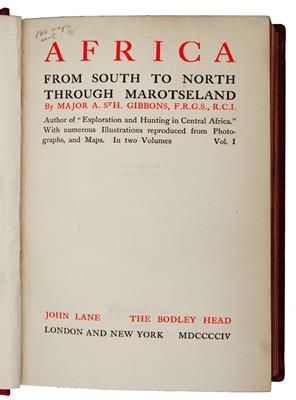 AFRICA
FROM SOUTH TO NORTH
THROUGH MAROTSELAND
By MAJOR A. ST H. GIBBONS, F.R.G.S., R.C.I.
Author of "Exploration and Hunting in Central Africa."
With numerous Illustrations reproduced from Photo-
graphs, and Maps. In two Volumes Vol. I
JOHN LANE THE BODLEY HEAD
LONDON AND NEW YORK MDCCCCIV